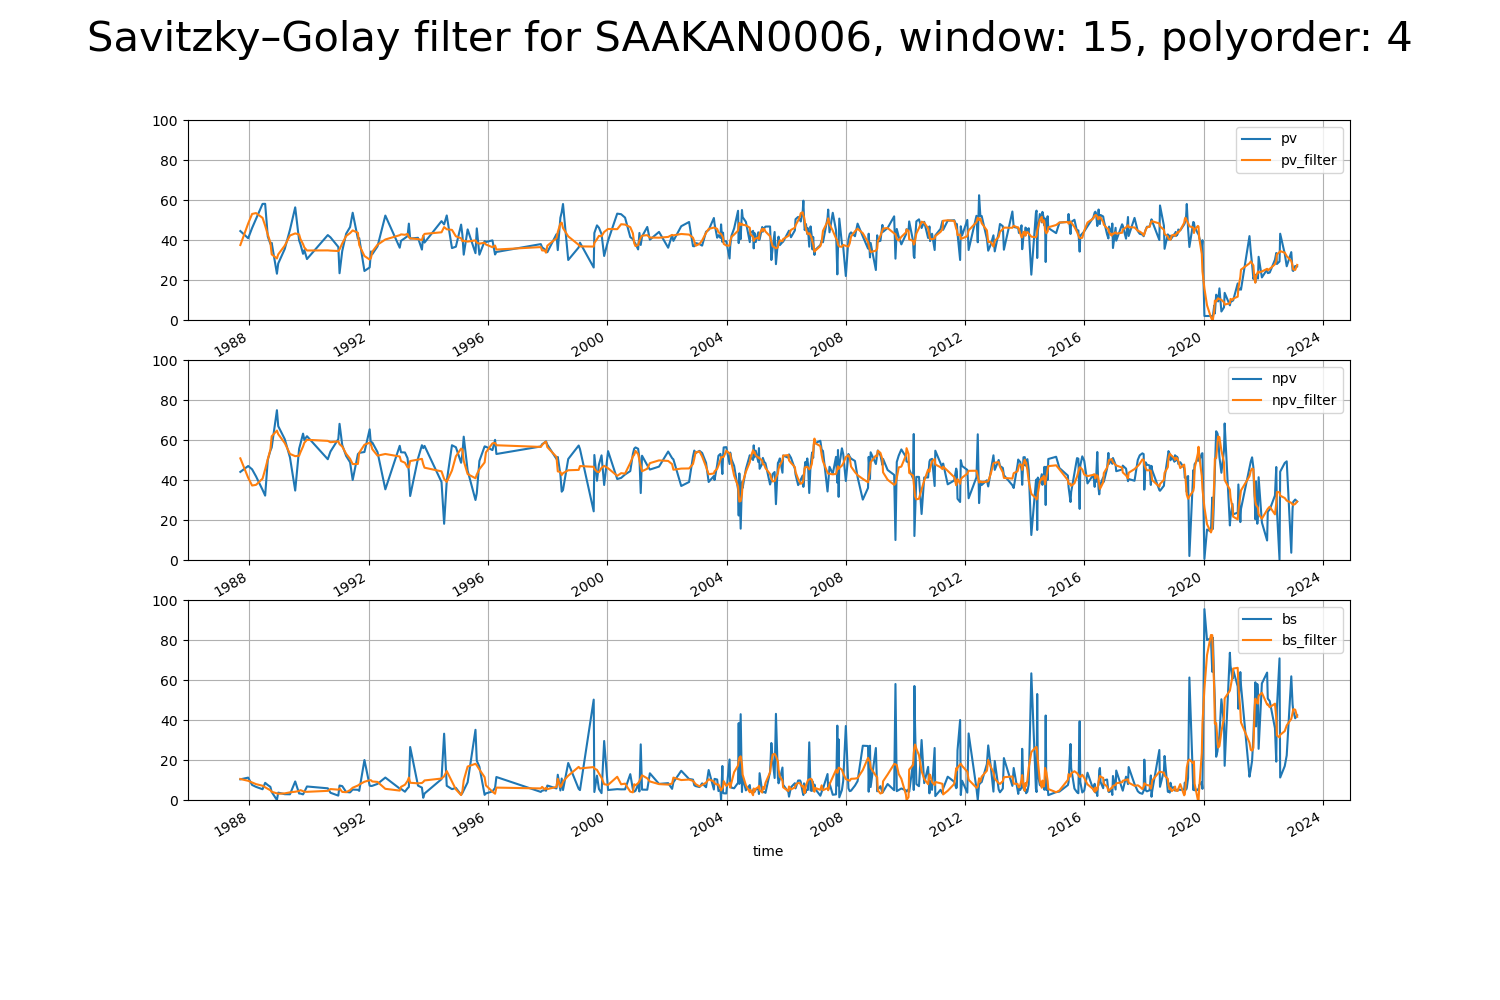 Savitzky–Golay filter for SAAKAN0006, window: 15, polyorder: 4
100
80
60
40
20
0
pv
pv_filter
1988 1992 1996 2000 2004 2008 2012 2016 2020 2024
100
80
60
40
20
0
npv
npv_filter
1988 1992 1996 2000 2004 2008 2012 2016 2020 2024
100
80
60
40
20
0
bs
bs_filter
1988 1992 1996 2000 2004 2008 2012 2016 2020 2024
time